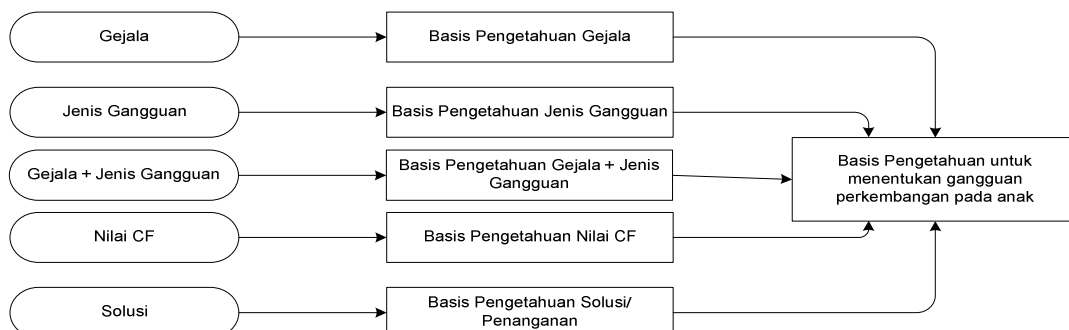 Gejala
Basis Pengetahuan Gejala
Jenis Gangguan
Basis Pengetahuan Jenis Gangguan
Gejala + Jenis Gangguan
Basis Pengetahuan Gejala + Jenis
Gangguan
Nilai CF
Basis Pengetahuan Nilai CF
Solusi
Basis Pengetahuan Solusi/
Penanganan
Basis Pengetahuan untuk
menentukan gangguan
perkembangan pada anak